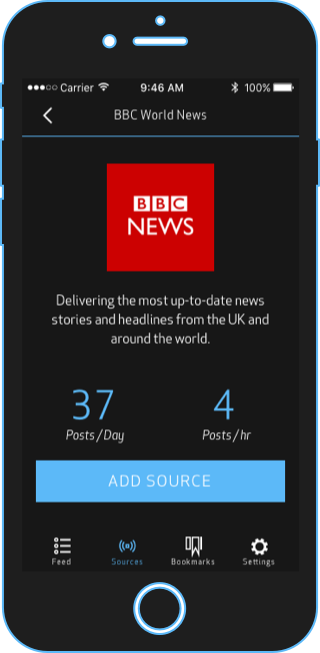 Carrier 9:46 AM 100%
BBC World News
BBC
NEWS
Delivering the most up-to-date news
stories and headlines from the UK and
around the world.
37 4
Posts/Day Posts/hr
ADD SOURCE
Feed Sources Bookmarks Settings